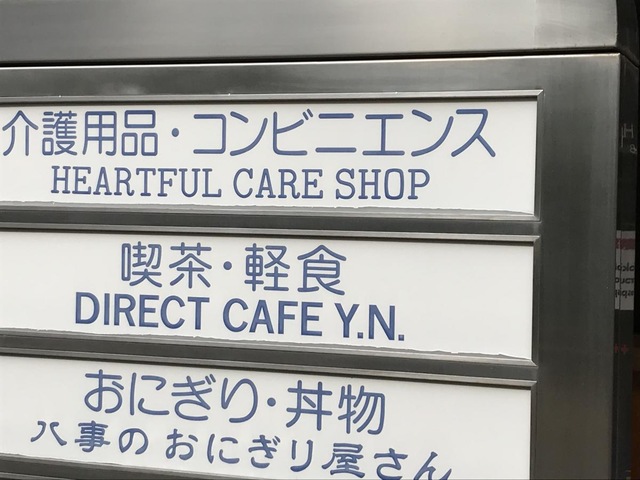 介護用品・コンビニエンス
HEARTFUL CARE SHOP
喫茶・軽食
DIRECT CAFE Y.N.
おにぎり・丼物
八事のおにぎり屋さん